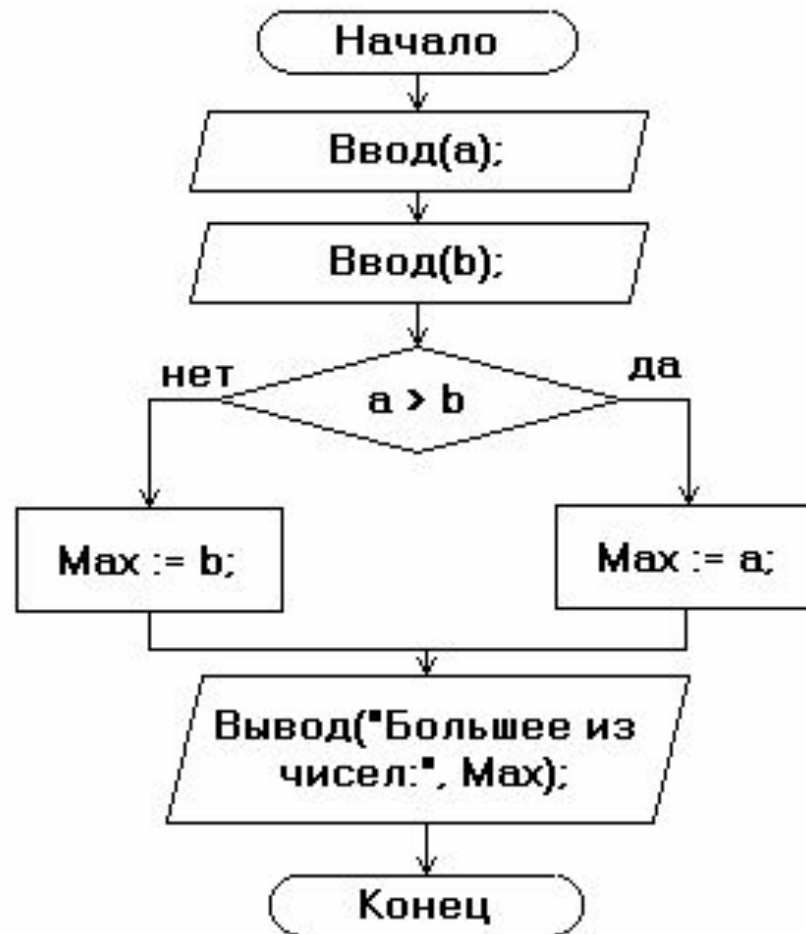 Начало
Ввод(a);
Ввод(b);
нет
да
a > b
Max := b;
Max := a;
Вывод("Большее из
чисел:", Max);
Конец